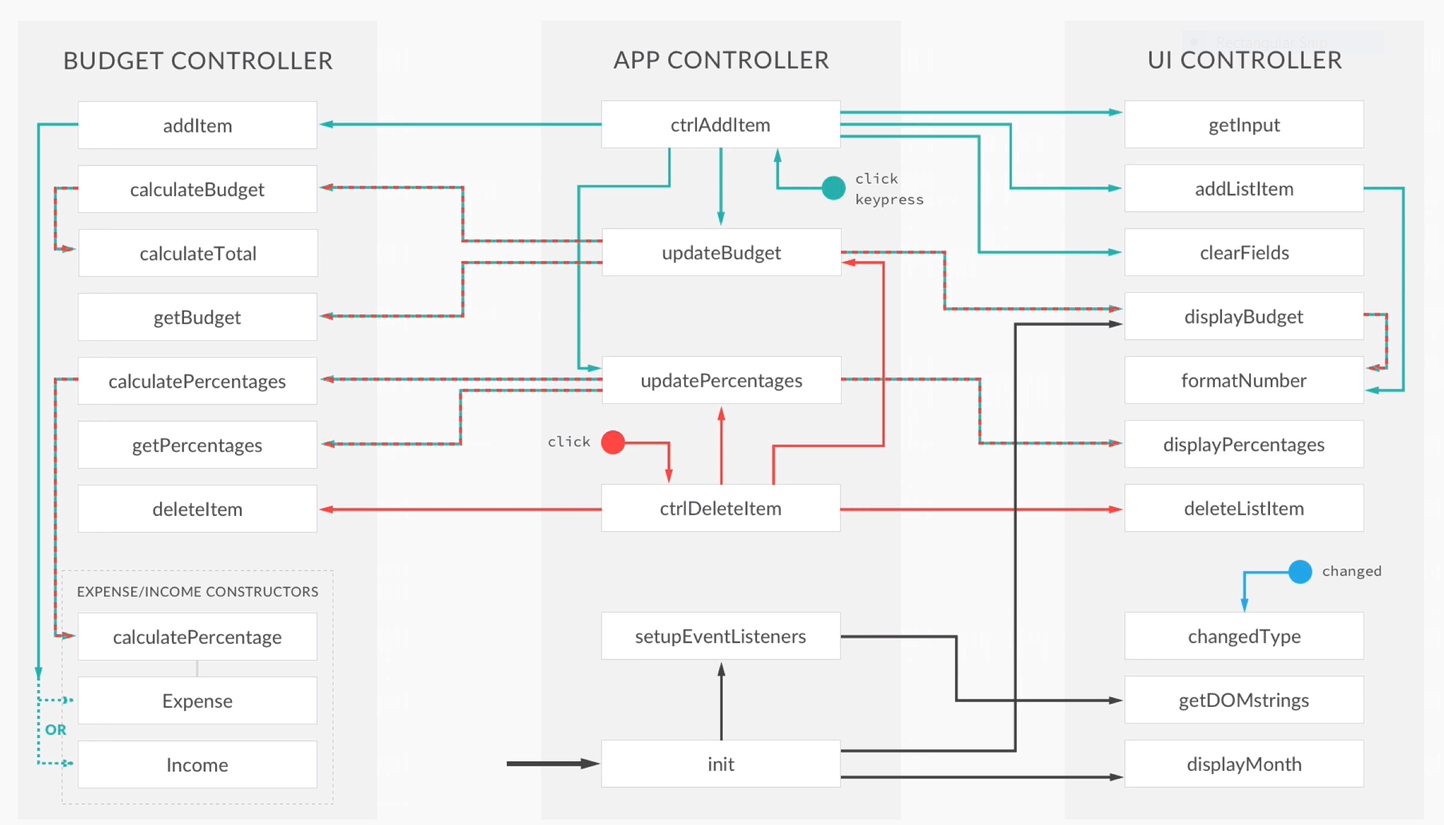 BUDGET CONTROLLER
addItem
calculateBudget
calculateTotal
getBudget
calculatePercentages
getPercentages
deleteItem
EXPENSE/INCOME CONSTRUCTORS
calculatePercentage
Expense
OR
Income
APP CONTROLLER
ctrlAddItem
click
keypress
updateBudget
updatePercentages
click
ctrlDeleteItem
setupEventListeners
init
Rectangular Snip
UI CONTROLLER
getInput
addListItem
clearFields
displayBudget
formatNumber
displayPercentages
deleteListItem
changed
changedType
getDOMstrings
displayMonth